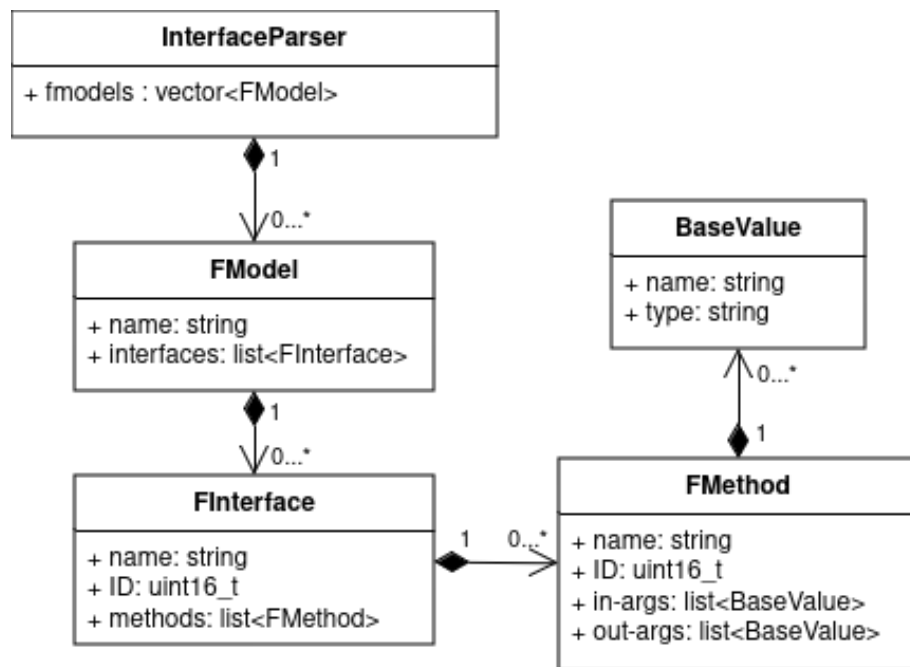 InterfaceParser
+ fmodels : vector<FModel>
1
0...*
FModel
+ name: string
+ interfaces: list<FInterface>
1
0...*
FInterface
+ name: string
+ ID: uint16_t
+ methods: list<FMethod>
1
0...*
BaseValue
+ name: string
+ type: string
0...*
1
FMethod
+ name: string
+ ID: uint16_t
+ in-args: list<BaseValue>
+ out-args: list<BaseValue>